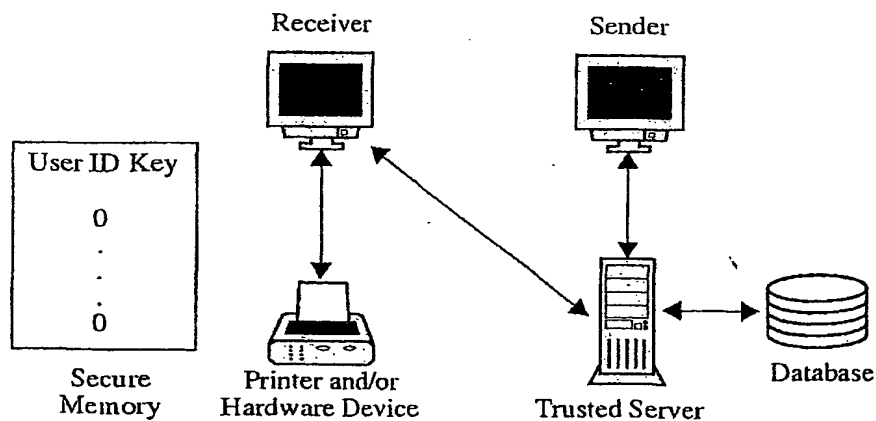 Receiver
Sender
User ID Key
0
.
.
.
0
Secure
Memory
Printer and/or
Hardware Device
Trusted Server
Database